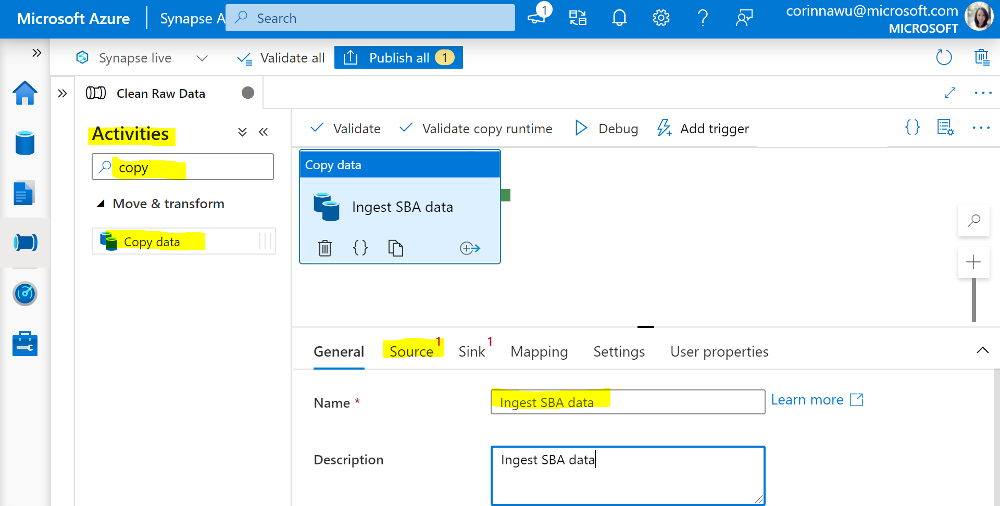 Microsoft Azure
Synapse A
Search
1
corinnawu@microsoft.com
MICROSOFT
Synapse live
Validate all
Publish all 1
Clean Raw Data
Activities
copy
Move & transform
Copy data
Validate
Validate copy runtime
Debug
Add trigger
{}
Copy data
Ingest SBA data
{}
General
Source 1
Sink 1
Mapping
Settings
User properties
Name *
Ingest SBA data
Learn more
Description
Ingest SBA data